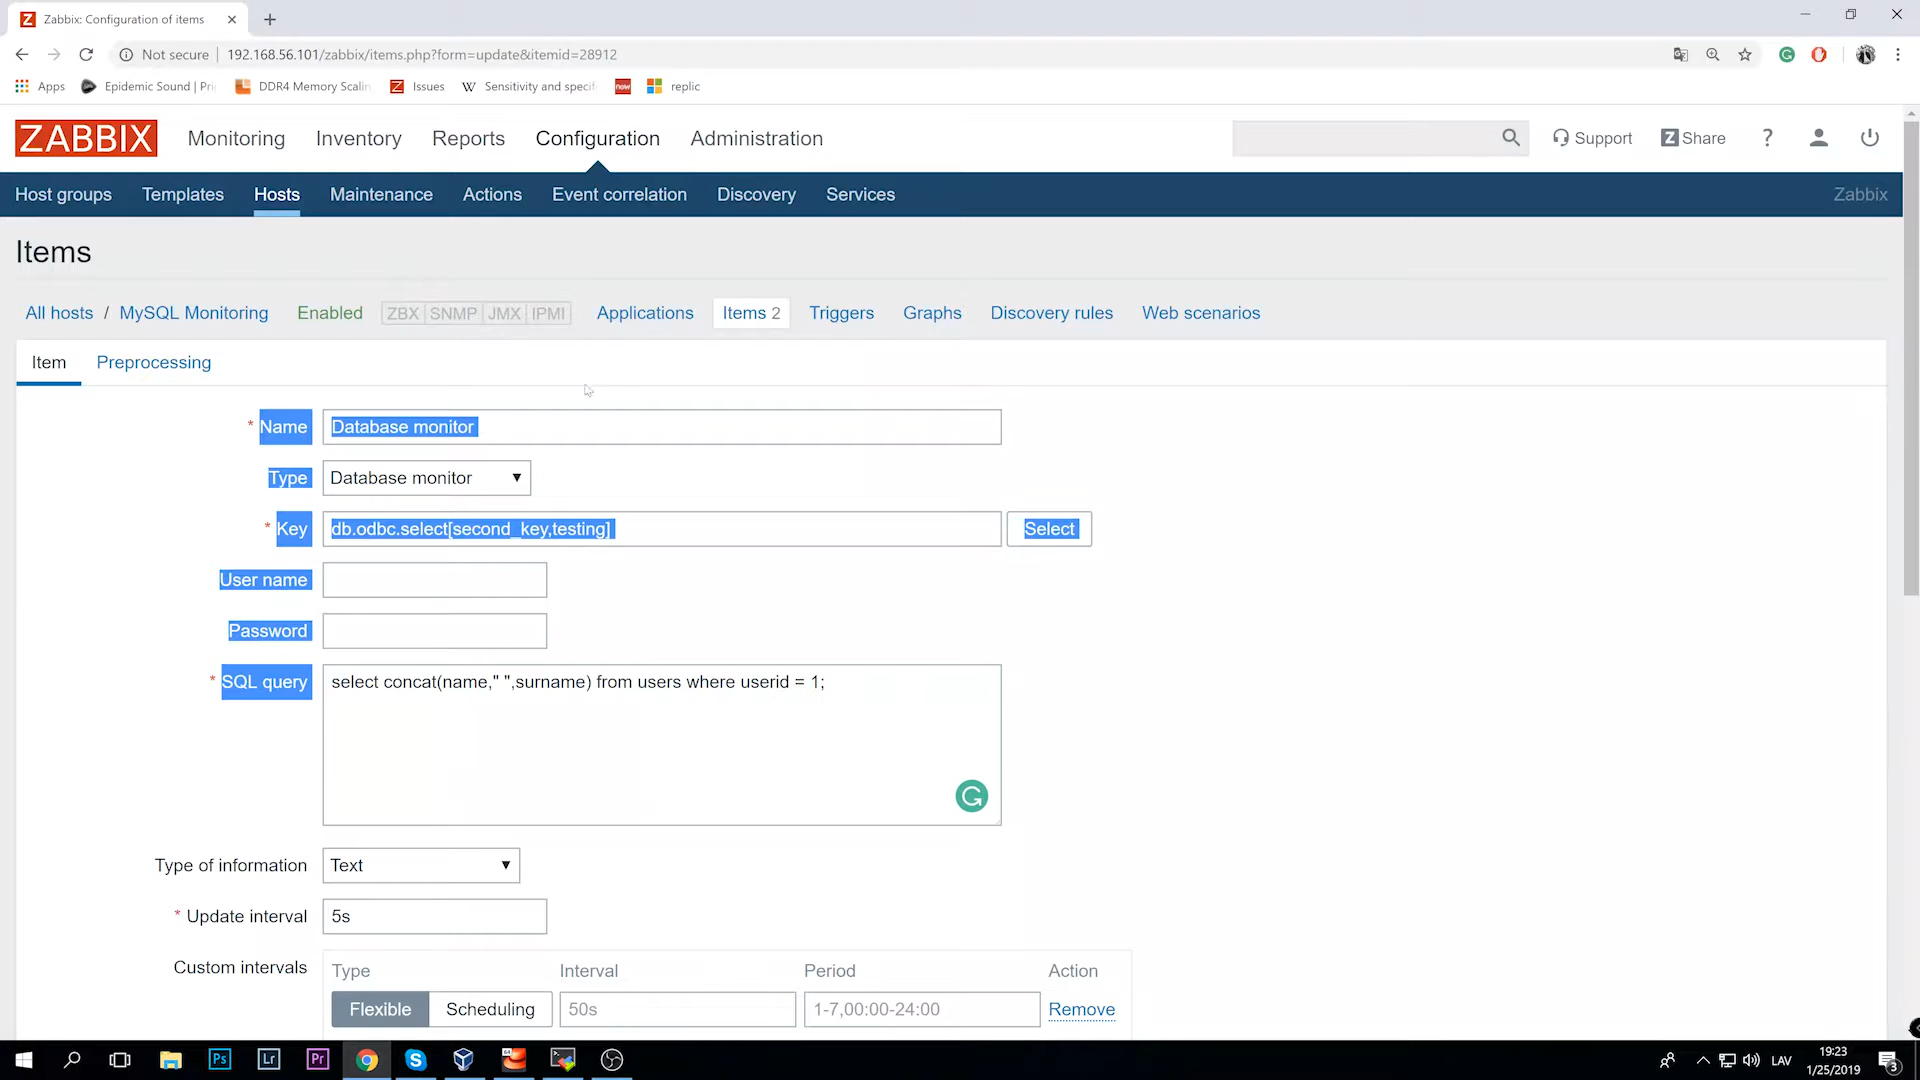 Zabbix: Configuration of items
Not secure
192.168.56.101/zabbix/items.php?form=update&itemid=28912
Apps
Epidemic Sound | Pri
DDR4 Memory Scalin
Issues
W
Sensitivity and specif
now
replic
ZABBIX
Monitoring
Inventory
Reports
Configuration
Administration
Support
Z Share
?
Host groups
Templates
Hosts
Maintenance
Actions
Event correlation
Discovery
Services
Zabbix
Items
All hosts / MySQL Monitoring
Enabled
ZBX SNMP JMX IPMI
Applications
Items 2
Triggers
Graphs
Discovery rules
Web scenarios
Item
Preprocessing
* Name
Database monitor
Type
Database monitor
* Key
db.odbc.select[second_key,testing]
Select
User name
Password
* SQL query
select concat(name," ",surname) from users where userid = 1;
Type of information
Text
* Update interval
5s
Custom intervals
Type
Interval
Period
Action
Flexible
Scheduling
50s
1-7,00:00-24:00
Remove
Ps
Lr
Pr
LAV
19:23
1/25/2019
3